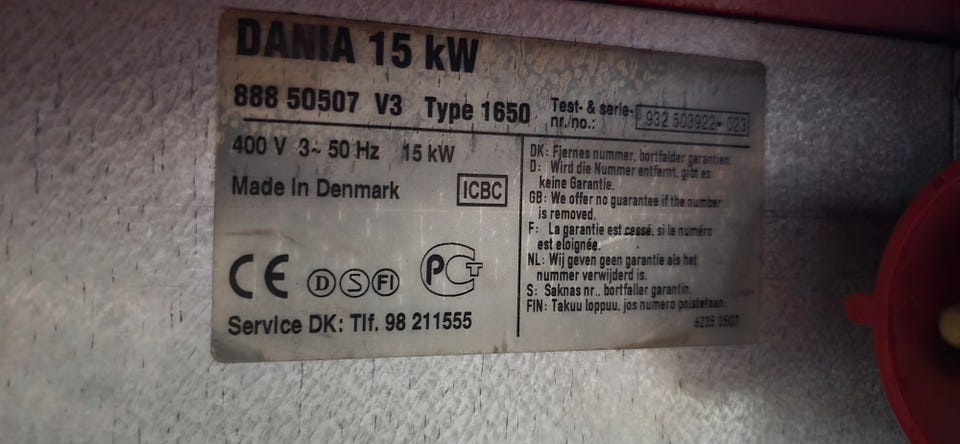 DANIA 15 kW
888 50507 V3 Type 1650
Test- & serie-
nr./no.: 932 503922- 023
400 V 3~ 50 Hz 15 kW
Made in Denmark
ICBC
CE D S FI PCT
Service DK: Tlf. 98 211555
DK: Fjernes nummer, bortfalder garantien.
D: Wird die Nummer entfernt, gibt es
keine Garantie.
GB: We offer no guarantee if the number
is removed.
F: La garantie est cessé, si le numéro
est eloignée.
NL: Wij geven geen garantie als het
nummer verwijderd is.
S: Saknas nr., bortfaller garantin.
FIN: Takuu loppuu, jos numero poistetaan.
6235 0507